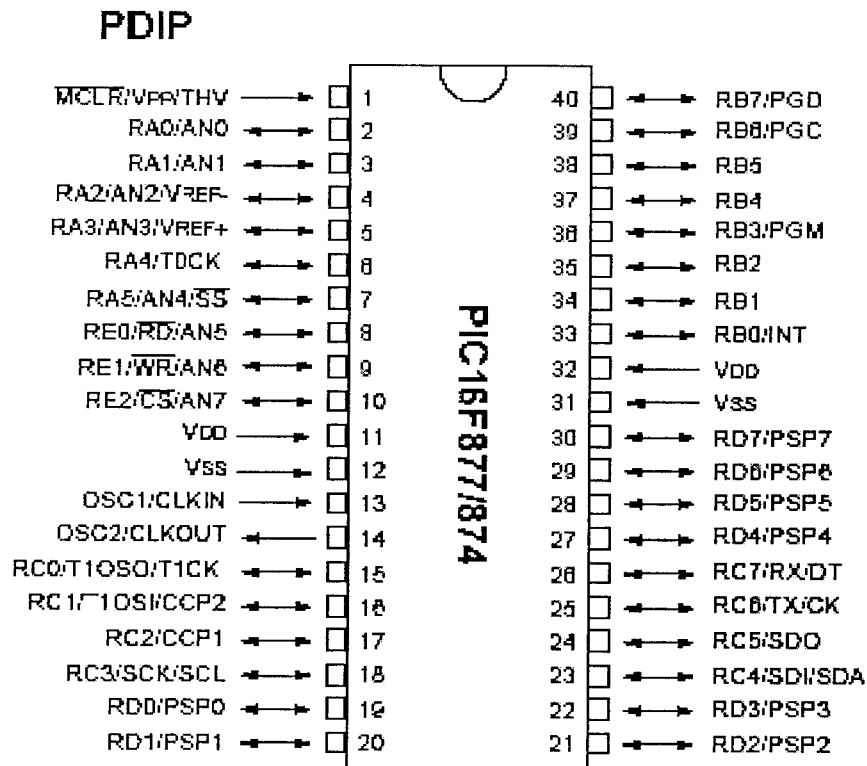 PDIP
MCLR/VPP/THV 1
RA0/AN0 2
RA1/AN1 3
RA2/AN2/VREF- 4
RA3/AN3/VREF+ 5
RA4/T0CK 6
RA5/AN4/SS 7
RE0/RD/AN5 8
RE1/WR/AN6 9
RE2/CS/AN7 10
VDD 11
VSS 12
OSC1/CLKIN 13
OSC2/CLKOUT 14
RC0/T1OSO/T1CK 15
RC1/T1OSI/CCP2 16
RC2/CCP1 17
RC3/SCK/SCL 18
RD0/PSP0 19
RD1/PSP1 20
PIC16F877/874
40 RB7/PGD
39 RB6/PGC
38 RB5
37 RB4
36 RB3/PGM
35 RB2
34 RB1
33 RB0/INT
32 VDD
31 VSS
30 RD7/PSP7
29 RD6/PSP6
28 RD5/PSP5
27 RD4/PSP4
26 RC7/RX/DT
25 RC6/TX/CK
24 RC5/SDO
23 RC4/SDI/SDA
22 RD3/PSP3
21 RD2/PSP2